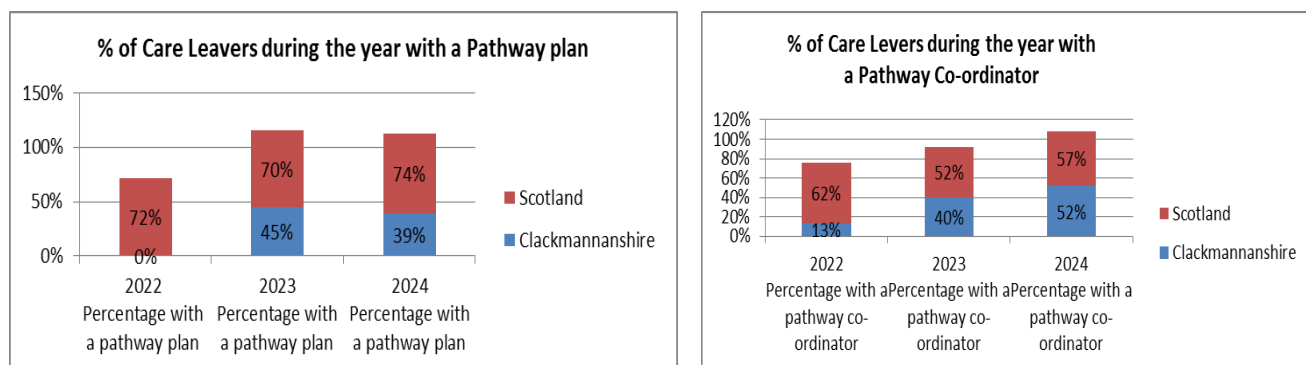 % of Care Leavers during the year with a Pathway plan
150%
100%
50%
0%
72%
0%
70%
45%
74%
39%
Scotland
Clackmannanshire
2022
Percentage with
a pathway plan
2023
Percentage with
a pathway plan
2024
Percentage with
a pathway plan
% of Care Levers during the year with
a Pathway Co-ordinator
120%
100%
80%
60%
40%
20%
0%
62%
13%
52%
40%
57%
52%
Scotland
Clackmannanshire
2022
Percentage with a
pathway co-
ordinator
2023
Percentage with a
pathway co-
ordinator
2024
Percentage with a
pathway co-
ordinator